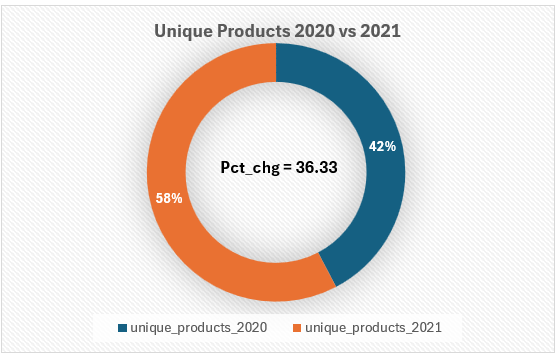 Unique Products 2020 vs 2021
42%
Pct_chg = 36.33
58%
unique_products_2020 unique_products_2021